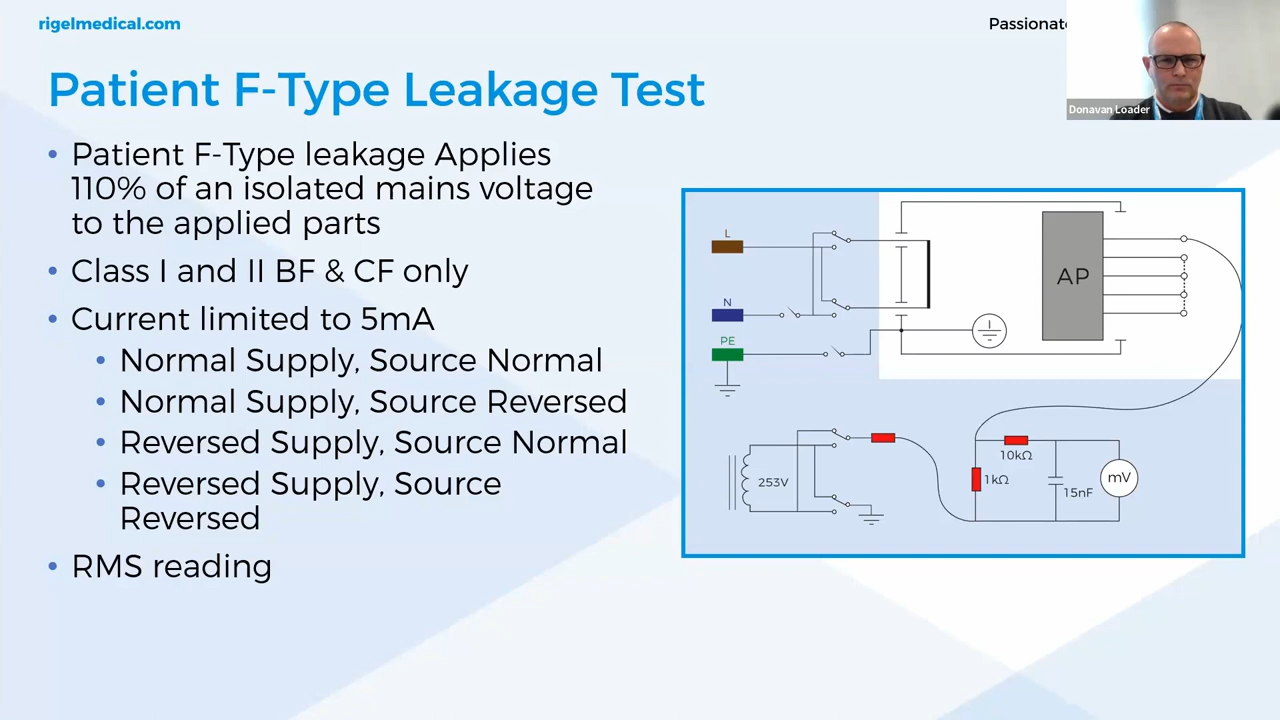 rigelmedical.com
Passionate
Donavan Loader
Patient F-Type Leakage Test
• Patient F-Type leakage Applies
110% of an isolated mains voltage
to the applied parts
• Class I and II BF & CF only
• Current limited to 5mA
• Normal Supply, Source Normal
• Normal Supply, Source Reversed
• Reversed Supply, Source Normal
• Reversed Supply, Source
Reversed
• RMS reading
L
N
PE
AP
253V
10kΩ
1kΩ
15nF
mV